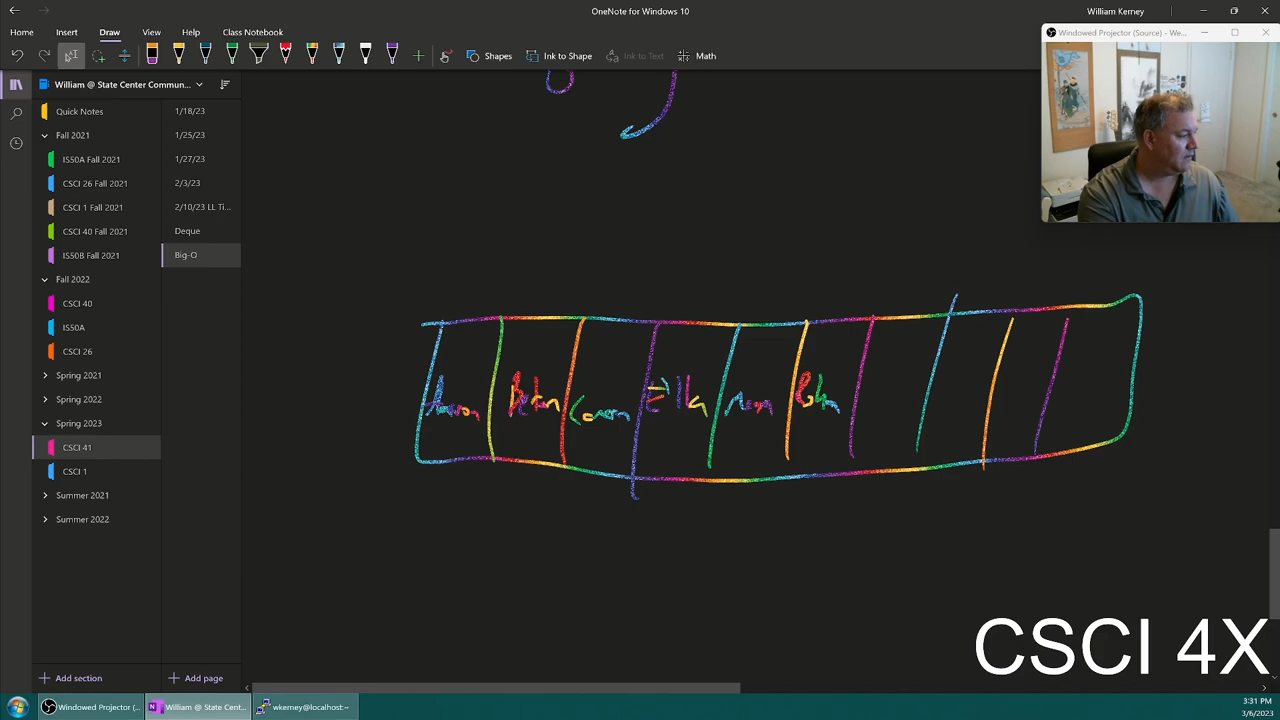 OneNote for Windows 10
William Kerney
Home
Insert
Draw
View
Help
Class Notebook
Windowed Projector (Source) - We...
Shapes
Ink to Shape
Ink to Text
Math
William @ State Center Commun...
Quick Notes
Fall 2021
IS50A Fall 2021
CSCI 26 Fall 2021
CSCI 1 Fall 2021
CSCI 40 Fall 2021
IS50B Fall 2021
Fall 2022
CSCI 40
IS50A
CSCI 26
Spring 2021
Spring 2022
Spring 2023
CSCI 41
CSCI 1
Summer 2021
Summer 2022
1/18/23
1/25/23
1/27/23
2/3/23
2/10/23 LL Ti...
Deque
Big-O
Aaron
Ella
CSCI 4X
Add section
Add page
Windowed Projector (...
William @ State Cent...
wkerney@localhost:~
3:31 PM
3/6/2023